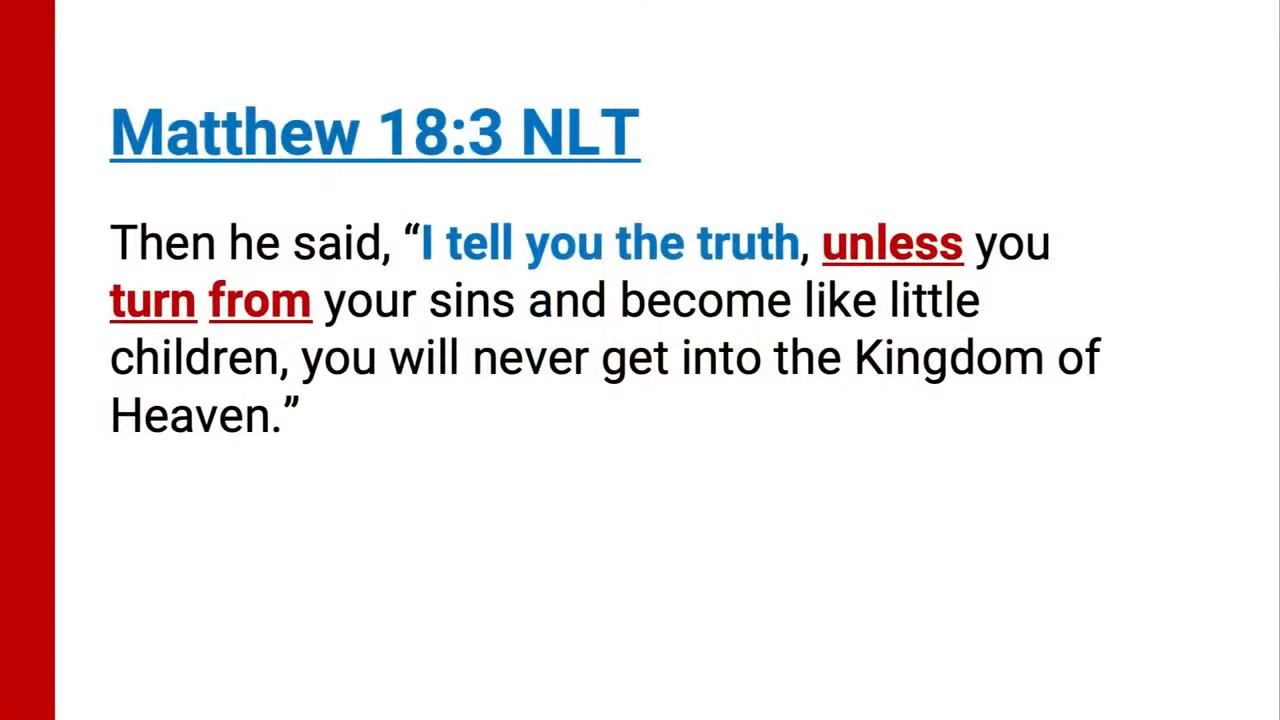 Matthew 18:3 NLT
Then he said, “I tell you the truth, unless you
turn from your sins and become like little
children, you will never get into the Kingdom of
Heaven.”